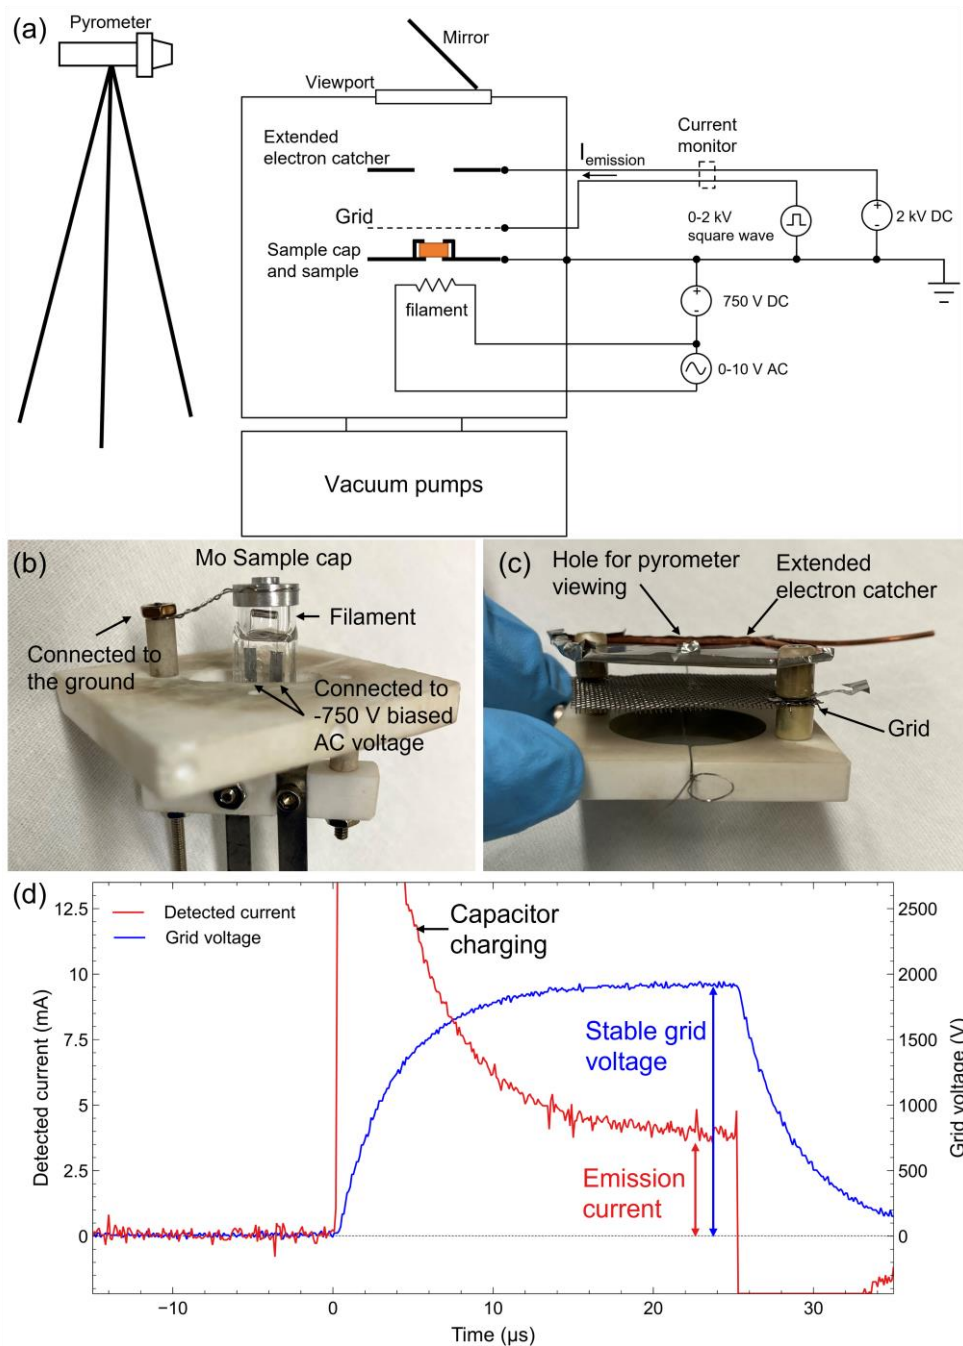 (a)
Pyrometer
Mirror
Viewport
Extended
electron catcher
I emission
Current
monitor
Grid
0-2 kV
square wave
2 kV DC
Sample cap
and sample
filament
750 V DC
0-10 V AC
Vacuum pumps
(b)
Mo Sample cap
Filament
Connected to
the ground
Connected to
-750 V biased
AC voltage
(c)
Hole for pyrometer
viewing
Extended
electron catcher
Grid
(d)
Detected current
Grid voltage
Capacitor
charging
Stable grid
voltage
Emission
current
12.5
10
7.5
5
2.5
0
Detected current (mA)
2500
2000
1500
1000
500
0
Grid voltage (V)
−10
0
10
20
30
Time (μs)